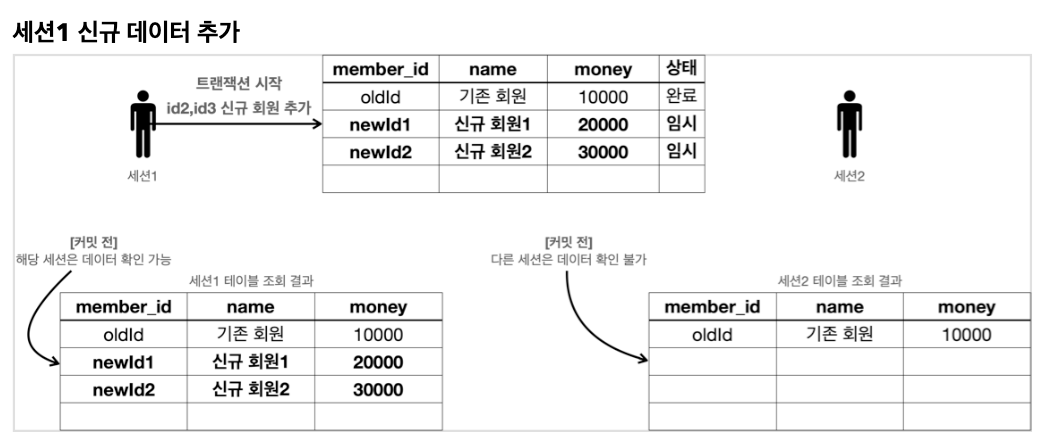 세션1 신규 데이터 추가
트랜잭션 시작
id2,id3 신규 회원 추가
세션1
member_id name money 상태
oldId 기존 회원 10000 완료
newId1 신규 회원1 20000 임시
newId2 신규 회원2 30000 임시
세션2
[커밋 전]
해당 세션은 데이터 확인 가능
세션1 테이블 조회 결과
member_id name money
oldId 기존 회원 10000
newId1 신규 회원1 20000
newId2 신규 회원2 30000
[커밋 전]
다른 세션은 데이터 확인 불가
세션2 테이블 조회 결과
member_id name money
oldId 기존 회원 10000